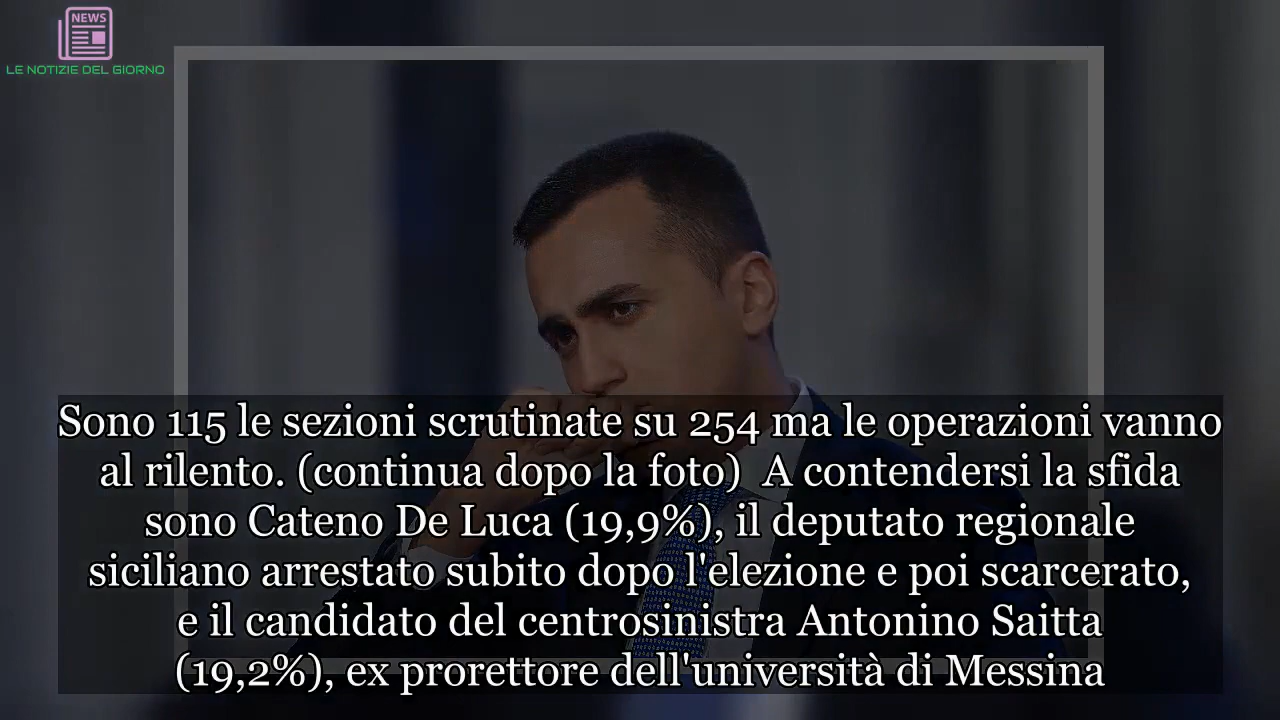 NEWS
LE NOTIZIE DEL GIORNO
Sono 115 le sezioni scrutinate su 254 ma le operazioni vanno
al rilento. (continua dopo la foto)  A contendersi la sfida
sono Cateno De Luca (19,9%), il deputato regionale
siciliano arrestato subito dopo l'elezione e poi scarcerato,
e il candidato del centrosinistra Antonino Saitta
(19,2%), ex prorettore dell'università di Messina